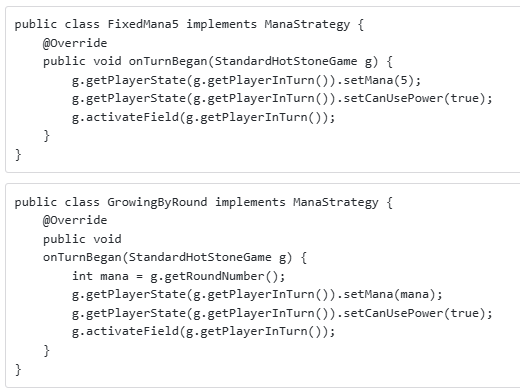 public class FixedMana5 implements ManaStrategy {
    @Override
    public void onTurnBegan(StandardHotStoneGame g) {
        g.getPlayerState(g.getPlayerInTurn()).setMana(5);
        g.getPlayerState(g.getPlayerInTurn()).setCanUsePower(true);
        g.activateField(g.getPlayerInTurn());
    }
}
public class GrowingByRound implements ManaStrategy {
    @Override
    public void
    onTurnBegan(StandardHotStoneGame g) {
        int mana = g.getRoundNumber();
        g.getPlayerState(g.getPlayerInTurn()).setMana(mana);
        g.getPlayerState(g.getPlayerInTurn()).setCanUsePower(true);
        g.activateField(g.getPlayerInTurn());
    }
}